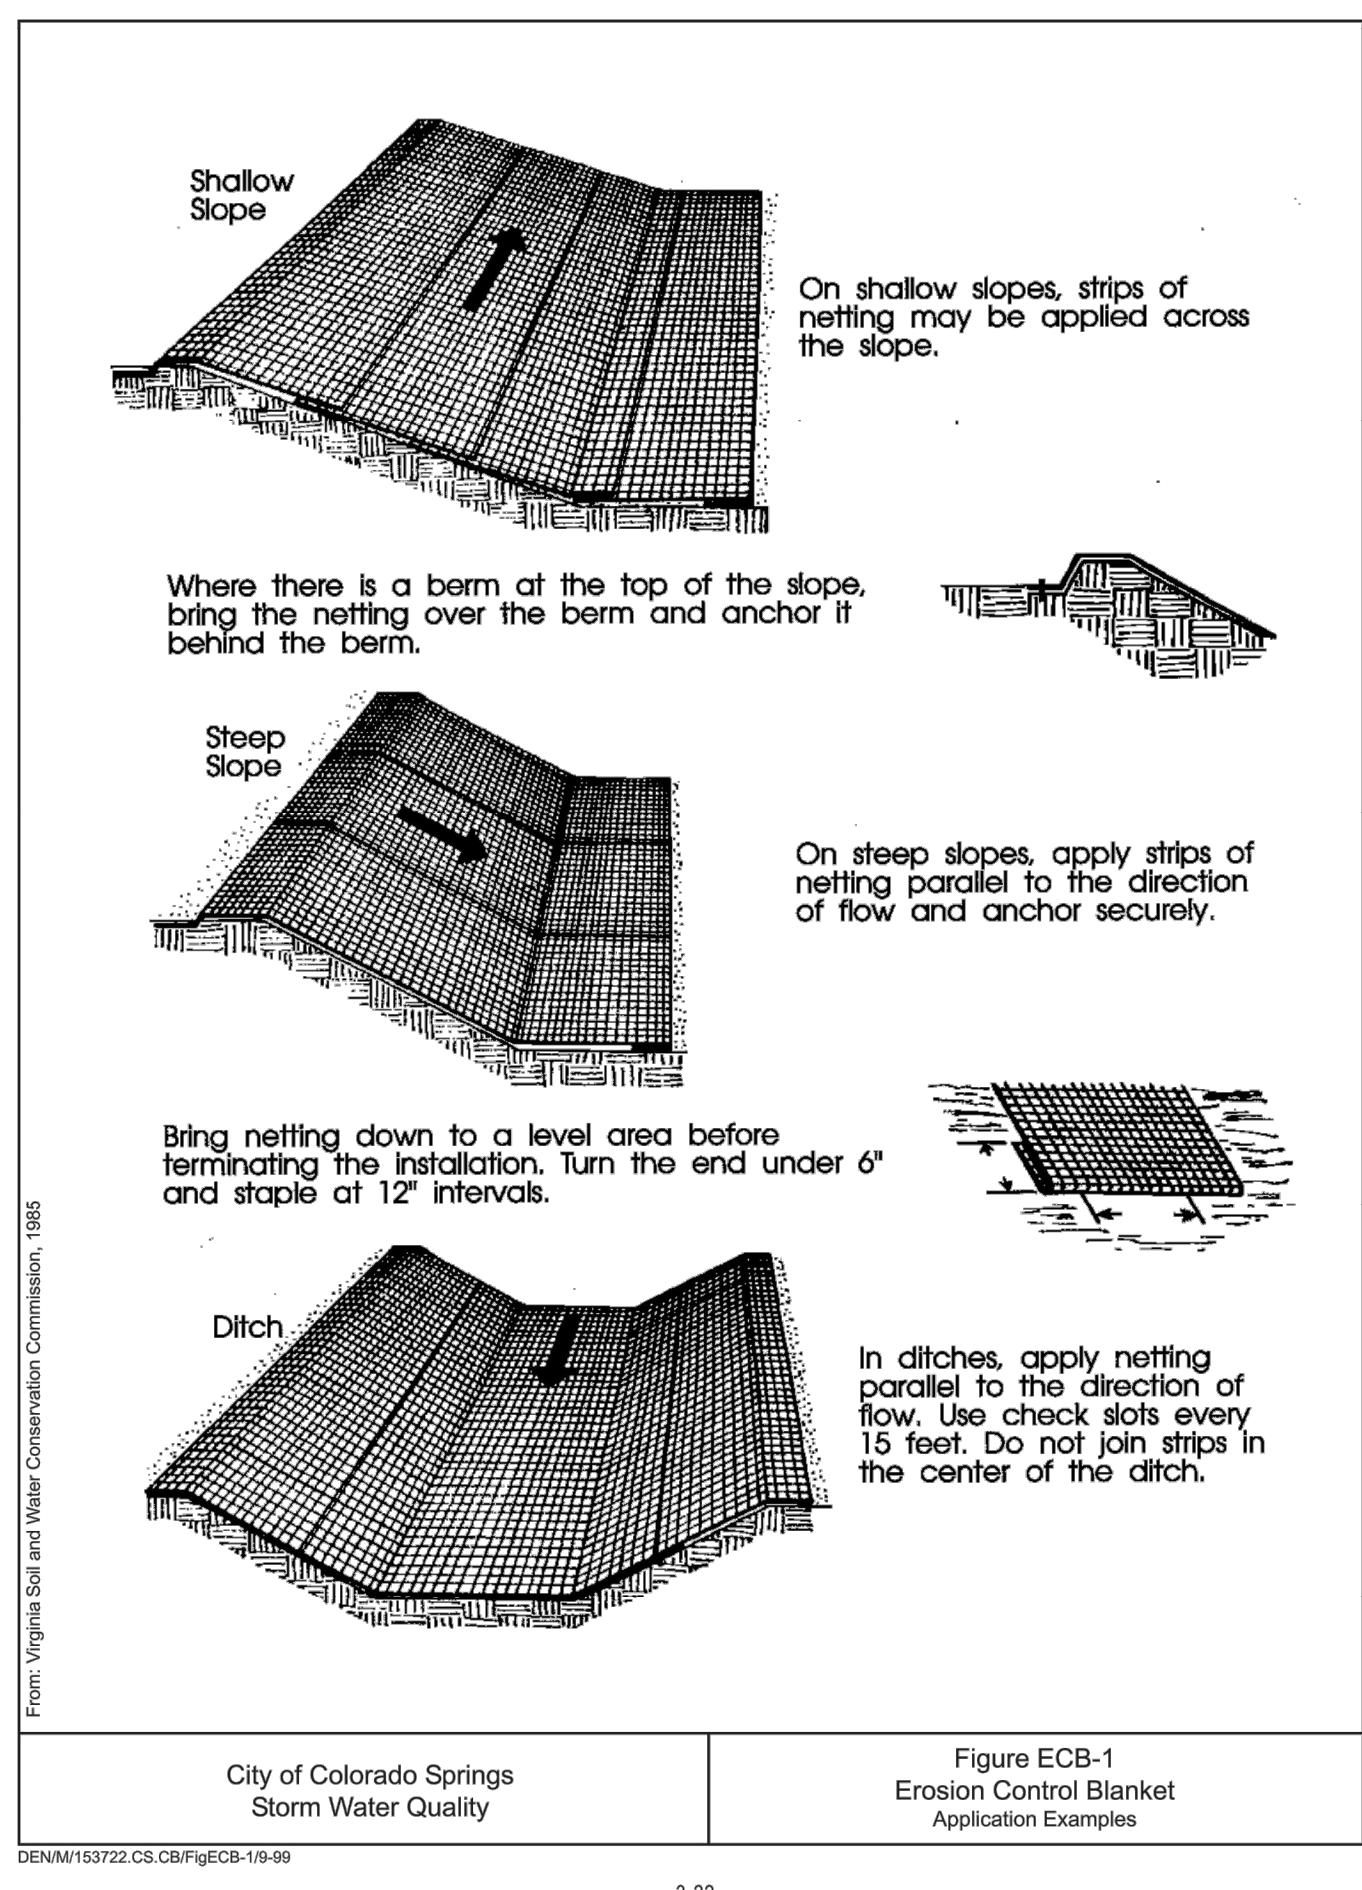 Shallow
Slope
On shallow slopes, strips of
netting may be applied across
the slope.
Where there is a berm at the top of the slope,
bring the netting over the berm and anchor it
behind the berm.
Steep
Slope
On steep slopes, apply strips of
netting parallel to the direction
of flow and anchor securely.
Bring netting down to a level area before
terminating the installation. Turn the end under 6"
and staple at 12" intervals.
Ditch
In ditches, apply netting
parallel to the direction of
flow. Use check slots every
15 feet. Do not join strips in
the center of the ditch.
From: Virginia Soil and Water Conservation Commission, 1985
City of Colorado Springs
Storm Water Quality
Figure ECB-1
Erosion Control Blanket
Application Examples
DEN/M/153722.CS.CB/FigECB-1/9-99